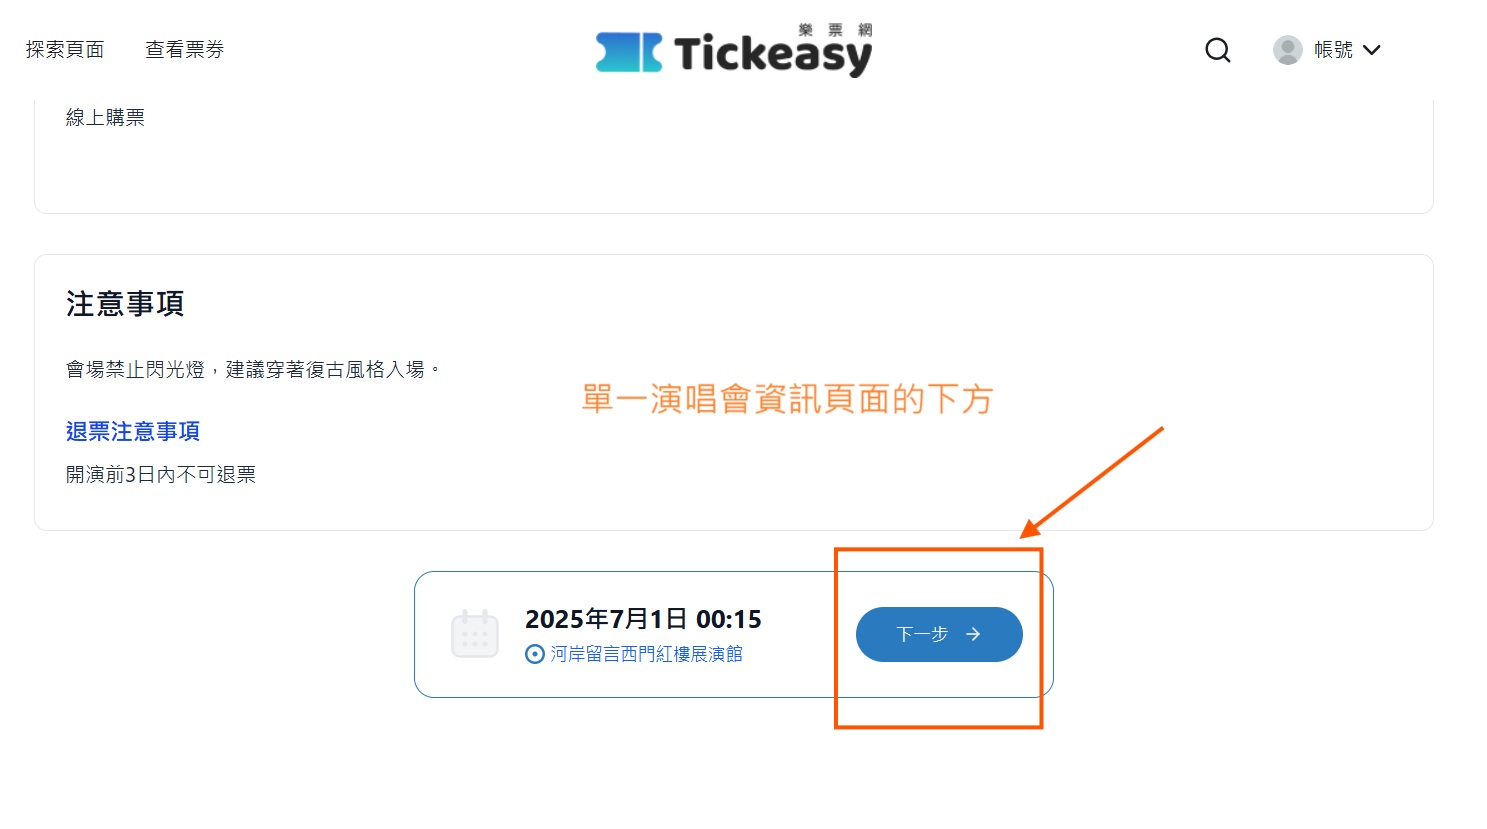 探索頁面
查看票券
樂票網
Tickeasy
帳號
線上購票
注意事項
會場禁止閃光燈，建議穿著復古風格入場。
單一演唱會資訊頁面的下方
退票注意事項
開演前3日內不可退票
2025年7月1日 00:15
河岸留言西門紅樓展演館
下一步